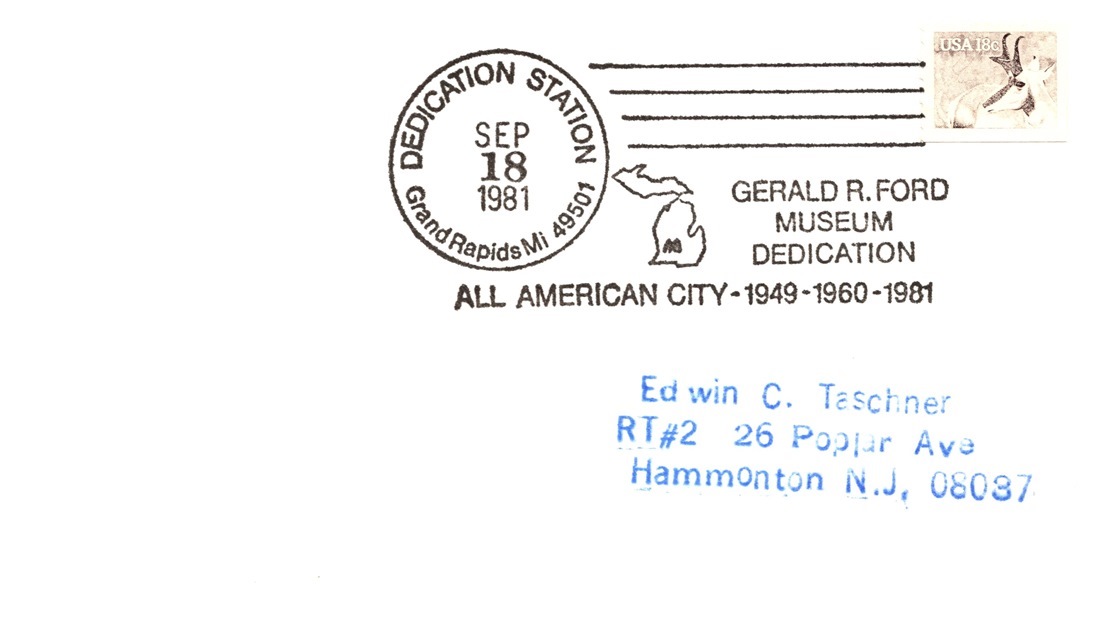 USA 18c
DEDICATION STATION
SEP
18
1981
Grand Rapids Mi 49501
GERALD R. FORD
MUSEUM
DEDICATION
ALL AMERICAN CITY-1949-1960-1981
Edwin C. Taschner
RT#2 26 Poplar Ave
Hammonton N.J, 08037